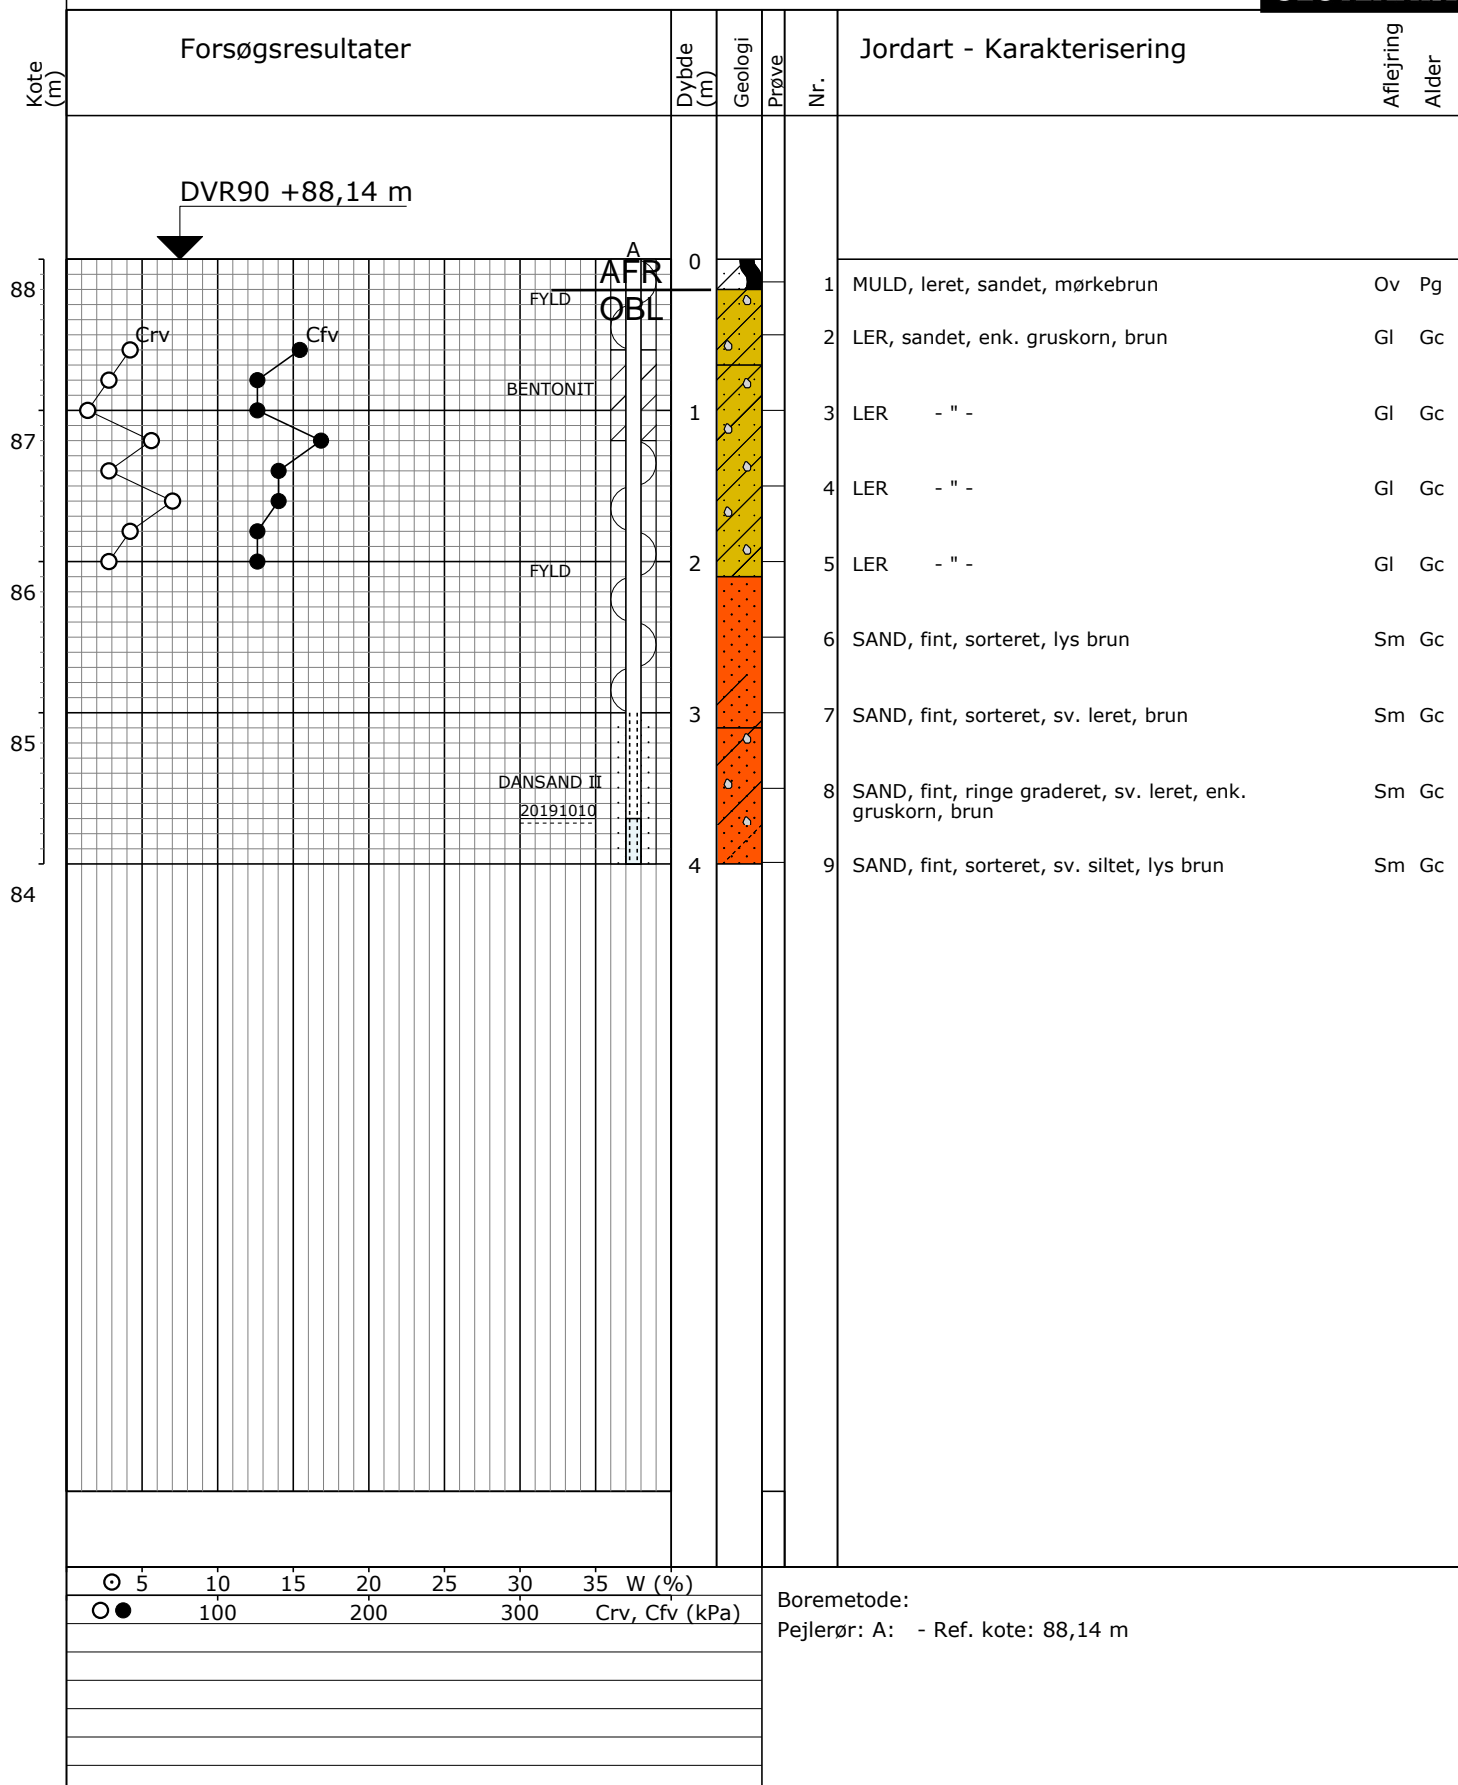 Kote (m)
Forsøgsresultater
Dybde (m)
Geologi
Prøve
Nr.
Jordart - Karakterisering
Aflejring
Alder
DVR90 +88,14 m
A
AFR
0
88
FYLD
OBL
1 MULD, leret, sandet, mørkebrun Ov Pg
Crv Cfv
2 LER, sandet, enk. gruskorn, brun Gl Gc
BENTONIT
1
3 LER - " - Gl Gc
87
4 LER - " - Gl Gc
2
FYLD
5 LER - " - Gl Gc
86
6 SAND, fint, sorteret, lys brun Sm Gc
3
7 SAND, fint, sorteret, sv. leret, brun Sm Gc
85
DANSAND II
8 SAND, fint, ringe graderet, sv. leret, enk. Sm Gc
gruskorn, brun
20191010
4
9 SAND, fint, sorteret, sv. siltet, lys brun Sm Gc
84
5 10 15 20 25 30 35 W (%)
100 200 300 Crv, Cfv (kPa)
Boremetode:
Pejlerør: A: - Ref. kote: 88,14 m